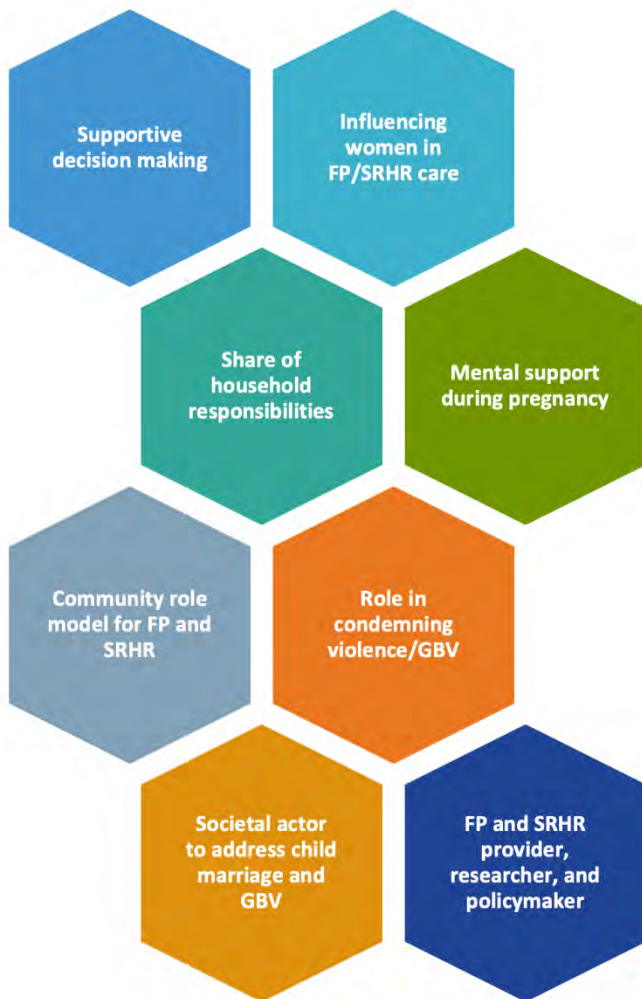 Supportive
decision making
Influencing
women in
FP/SRHR care
Share of
household
responsibilities
Mental support
during pregnancy
Community role
model for FP and
SRHR
Role in
condemning
violence/GBV
Societal actor
to address child
marriage and
GBV
FP and SRHR
provider,
researcher, and
policymaker